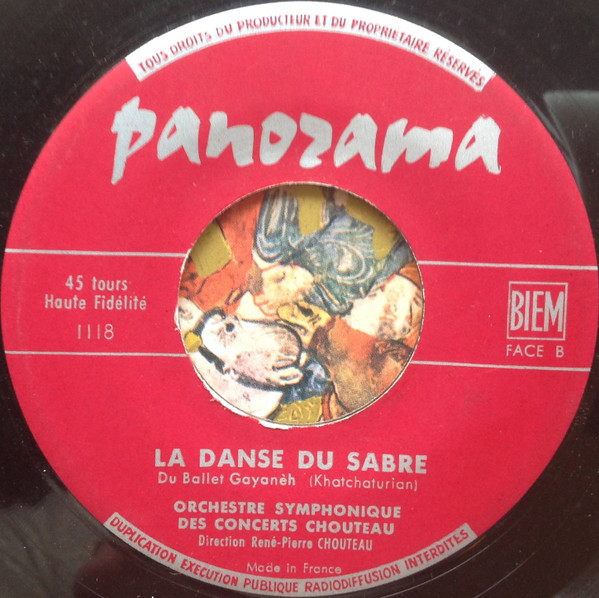 TOUS DROITS DU PRODUCTEUR ET DU PROPRIETAIRE RÉSERVÉS
panorama
45 tours
Haute Fidélité
1118
BIEM
FACE B
LA DANSE DU SABRE
Du Ballet Gayanèh (Khatchaturian)
ORCHESTRE SYMPHONIQUE
DES CONCERTS CHOUTEAU
Direction René-Pierre CHOUTEAU
DUPLICATION EXECUTION PUBLIQUE RADIODIFFUSION INTERDITES
Made in France